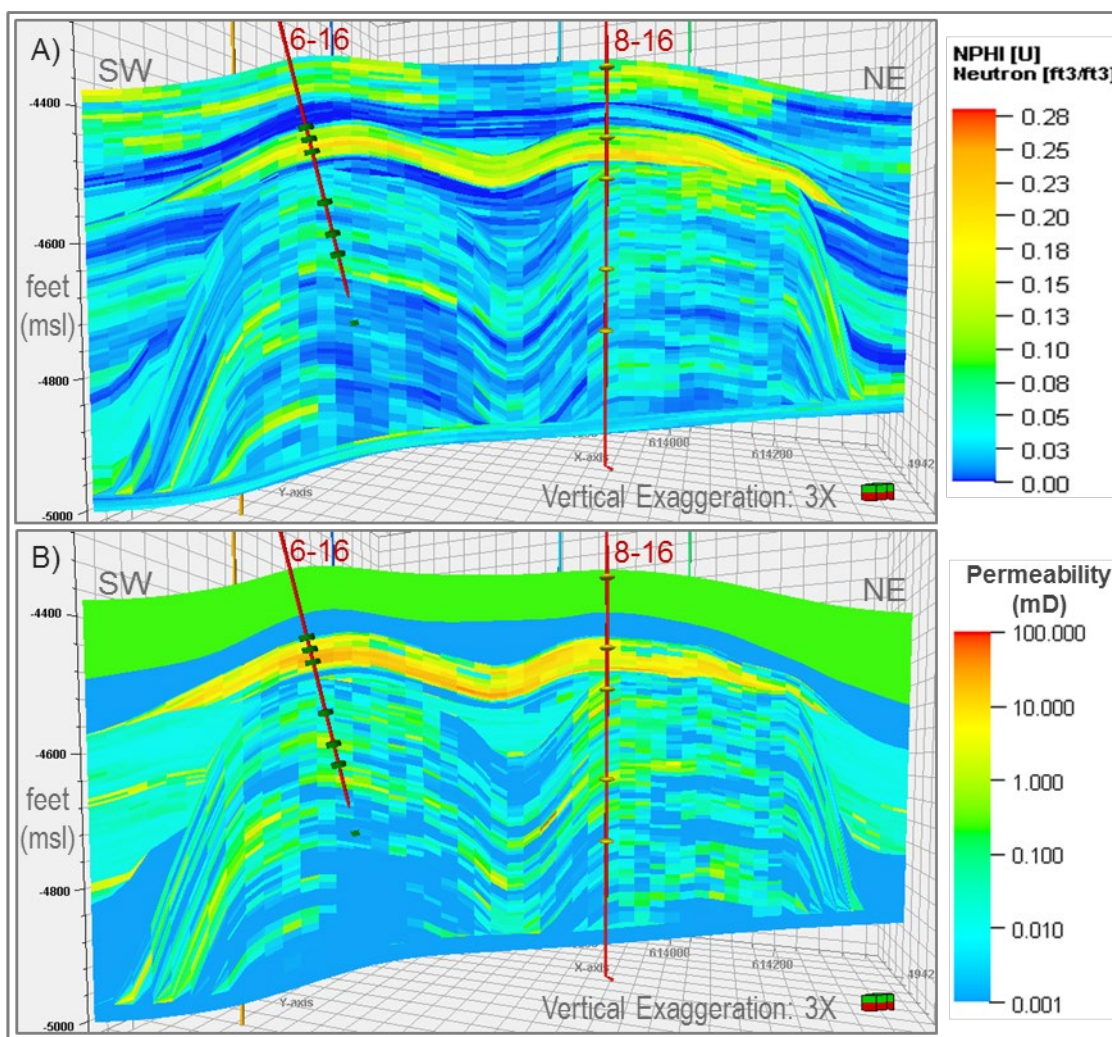 A)
6-16
8-16
SW
NE
-4400
-4600
feet
(msl)
-4800
-5000
Y-axis
X-axis
614000
614200
4942
Vertical Exaggeration: 3X
NPHI [U]
Neutron [ft3/ft3]
0.28
0.25
0.23
0.20
0.18
0.15
0.13
0.10
0.08
0.05
0.03
0.00
B)
6-16
8-16
SW
NE
-4400
-4600
feet
(msl)
-4800
-5000
Y-axis
X-axis
614000
614200
4942
Vertical Exaggeration: 3X
Permeability
(mD)
100.000
10.000
1.000
0.100
0.010
0.001